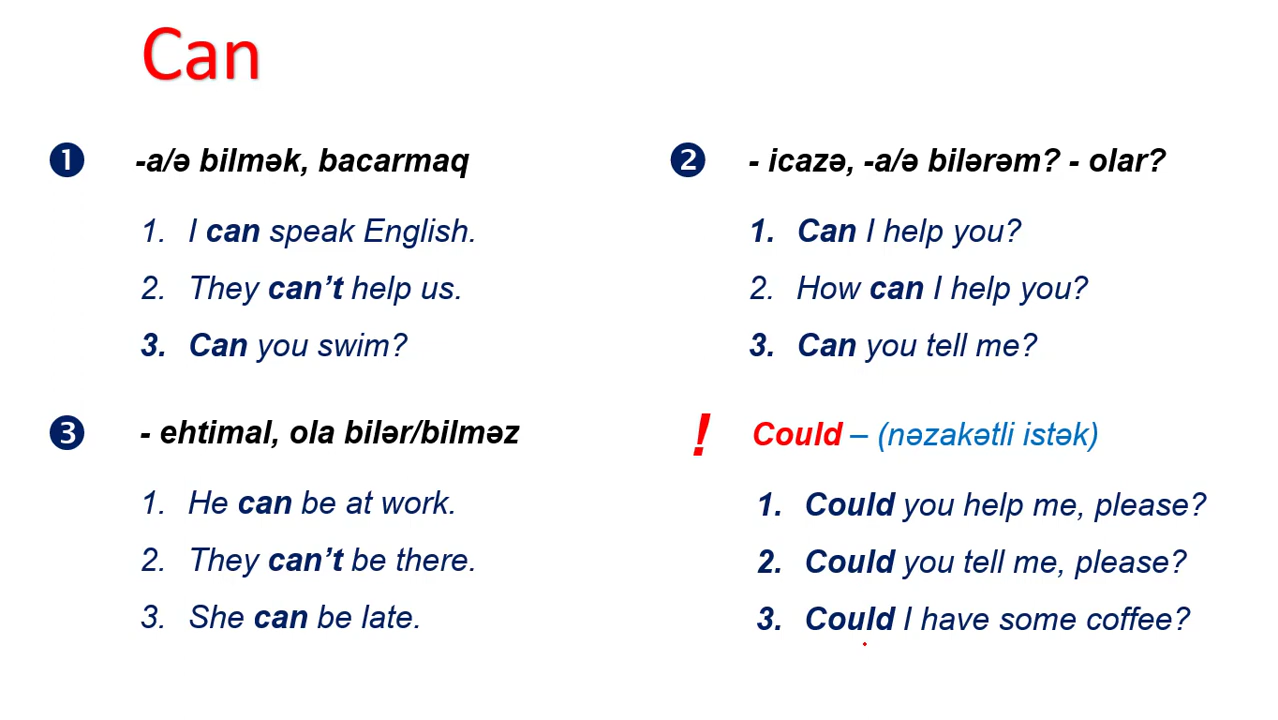 Can
❶ -a/ə bilmək, bacarmaq
1. I can speak English.
2. They can’t help us.
3. Can you swim?
❷ - icazə, -a/ə bilərəm? - olar?
1. Can I help you?
2. How can I help you?
3. Can you tell me?
❸ - ehtimal, ola bilər/bilməz
1. He can be at work.
2. They can’t be there.
3. She can be late.
! Could – (nəzakətli istək)
1. Could you help me, please?
2. Could you tell me, please?
3. Could I have some coffee?